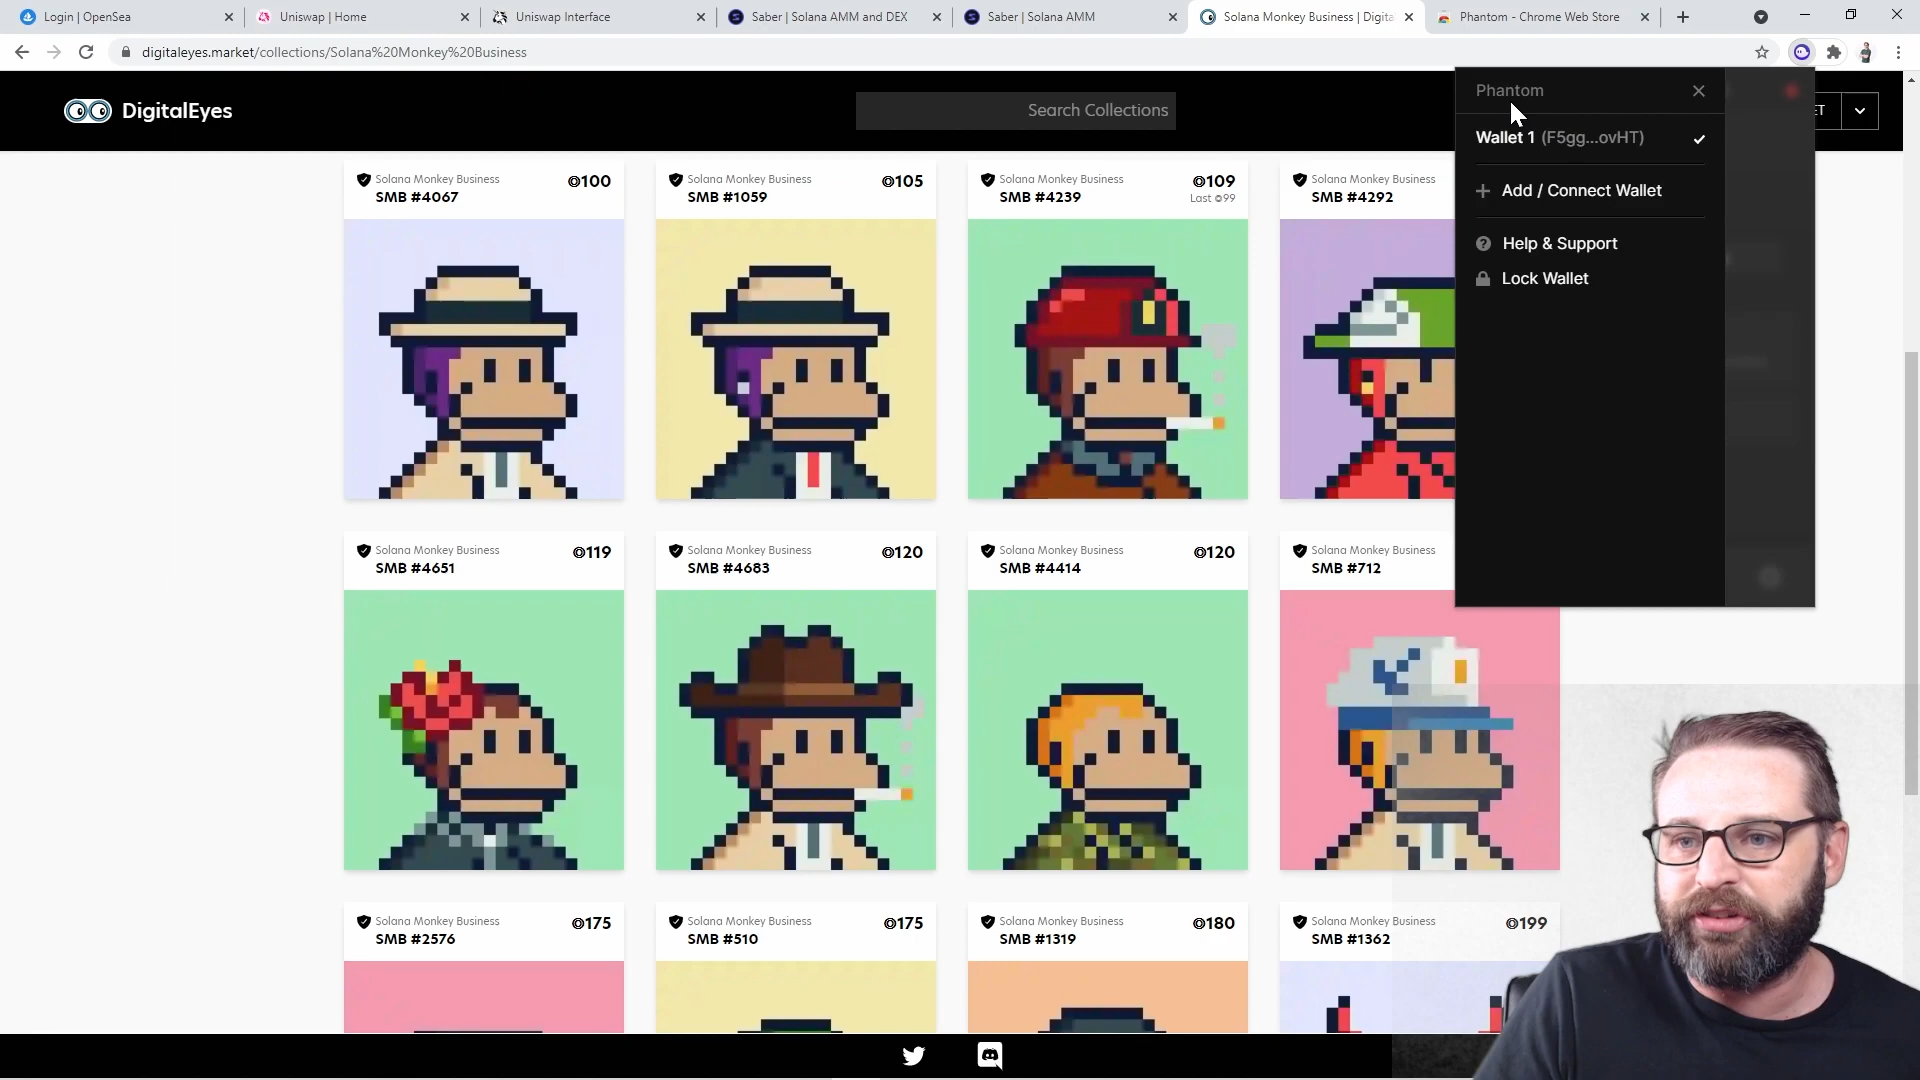 Login | OpenSea
Uniswap | Home
Uniswap Interface
Saber | Solana AMM and DEX
Saber | Solana AMM
Solana Monkey Business | Digita
Phantom - Chrome Web Store
digitaleyes.market/collections/Solana%20Monkey%20Business
DigitalEyes
Search Collections
ET
Phantom
Wallet 1 (F5gg...ovHT)
Add / Connect Wallet
Help & Support
Lock Wallet
Solana Monkey Business
100
SMB #4067
Solana Monkey Business
105
SMB #1059
Solana Monkey Business
109
SMB #4239
Last 99
Solana Monkey Business
SMB #4292
Solana Monkey Business
119
SMB #4651
Solana Monkey Business
120
SMB #4683
Solana Monkey Business
120
SMB #4414
Solana Monkey Business
SMB #712
Solana Monkey Business
175
SMB #2576
Solana Monkey Business
175
SMB #510
Solana Monkey Business
180
SMB #1319
Solana Monkey Business
199
SMB #1362